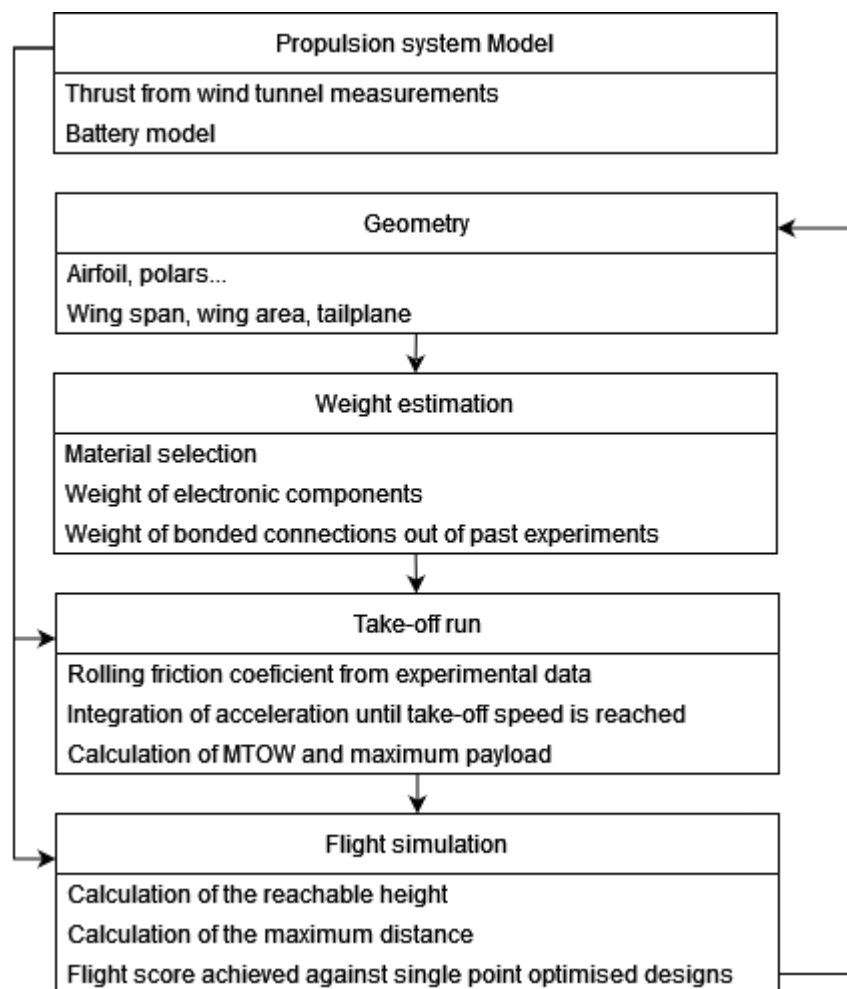 Propulsion system Model
Thrust from wind tunnel measurements
Battery model
Geometry
Airfoil, polars...
Wing span, wing area, tailplane
Weight estimation
Material selection
Weight of electronic components
Weight of bonded connections out of past experiments
Take-off run
Rolling friction coeficient from experimental data
Integration of acceleration until take-off speed is reached
Calculation of MTOW and maximum payload
Flight simulation
Calculation of the reachable height
Calculation of the maximum distance
Flight score achieved against single point optimised designs